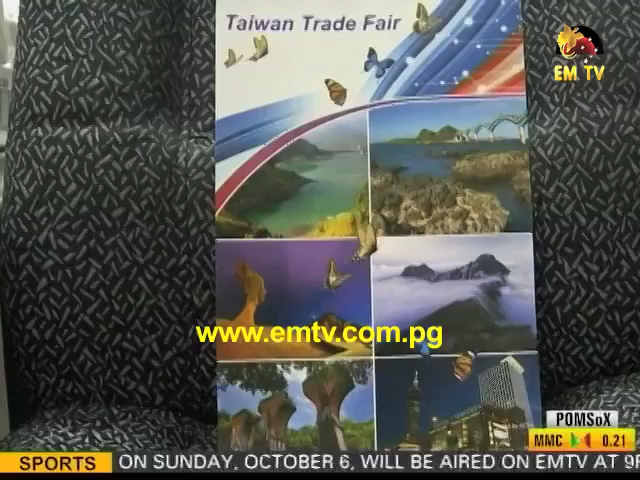 Taiwan Trade Fair
EM TV
www.emtv.com.pg
POMSoX
MMC 0.21
SPORTS ON SUNDAY, OCTOBER 6, WILL BE AIRED ON EMTV AT 9P